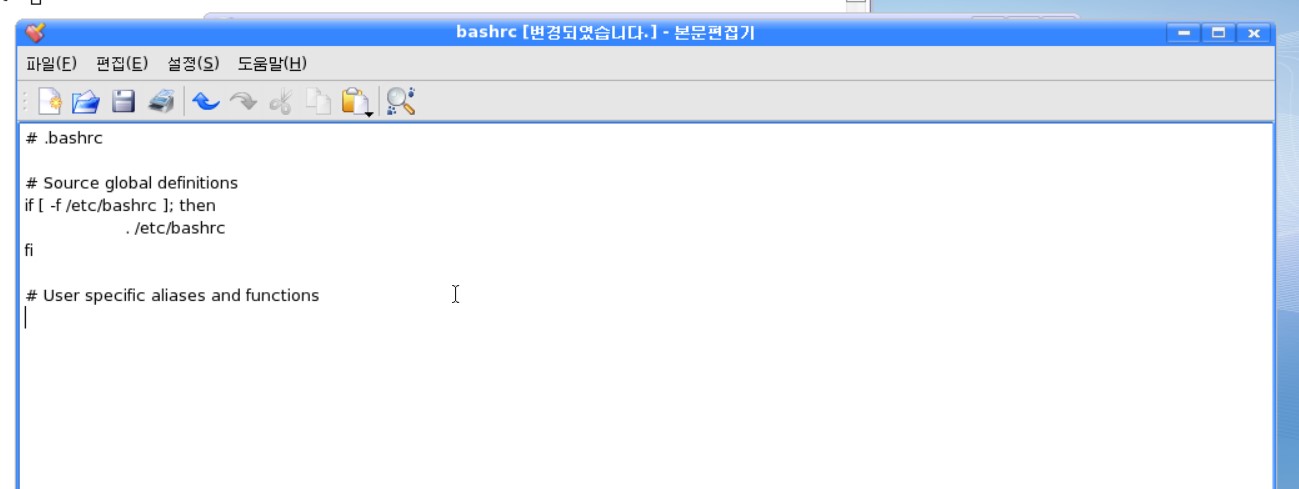 bashrc [변경되였습니다.] - 본문편집기
파일(F) 편집(E) 설정(S) 도움말(H)
# .bashrc
# Source global definitions
if [ -f /etc/bashrc ]; then
. /etc/bashrc
fi
# User specific aliases and functions